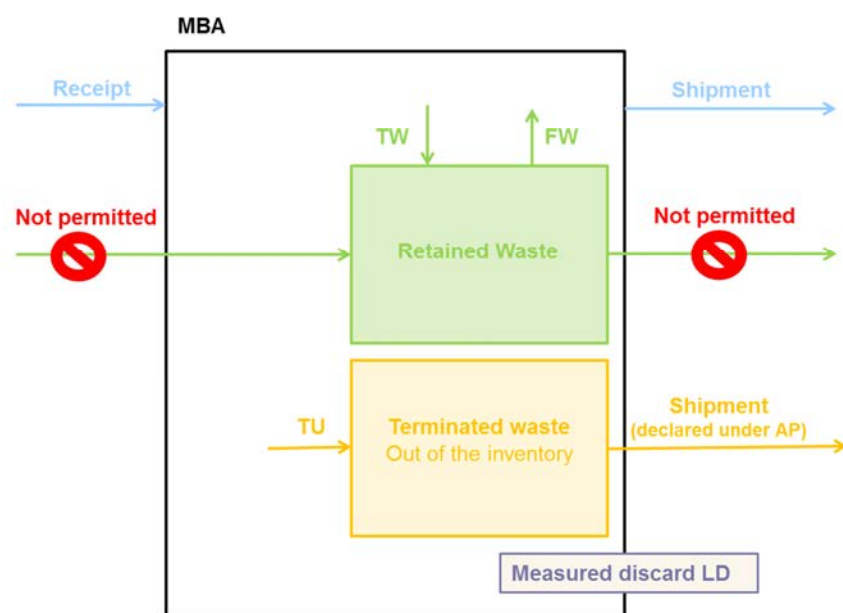 MBA
Receipt
Shipment
TW
FW
Not permitted
Not permitted
Retained Waste
TU
Terminated waste
Out of the inventory
Shipment
(declared under AP)
Measured discard LD